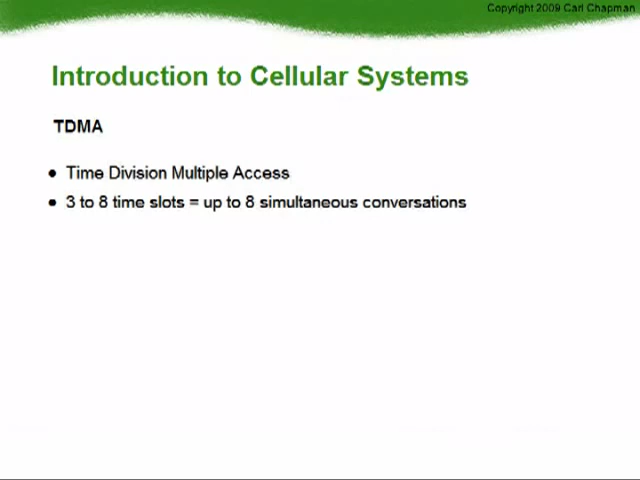 Copyright 2009 Carl Chapman
Introduction to Cellular Systems
TDMA
• Time Division Multiple Access
• 3 to 8 time slots = up to 8 simultaneous conversations